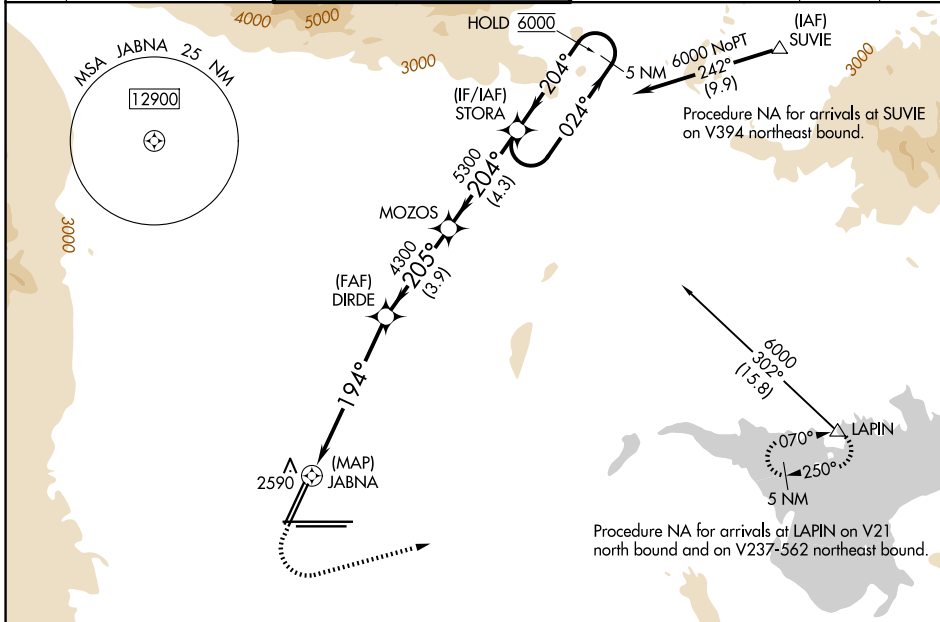 4000
5000
3000
HOLD 6000
(IAF)
SUVIE
6000 NoPT
242°
(9.9)
5 NM
3000
MSA JABNA 25 NM
12900
204°
024°
(IF/IAF)
STORA
Procedure NA for arrivals at SUVIE
on V394 northeast bound.
5300
204°
(4.3)
MOZOS
3000
4300
205°
(3.9)
(FAF)
DIRDE
194°
6000
302°
(15.8)
LAPIN
070°
250°
5 NM
2590
(MAP)
JABNA
Procedure NA for arrivals at LAPIN on V21
north bound and on V237-562 northeast bound.